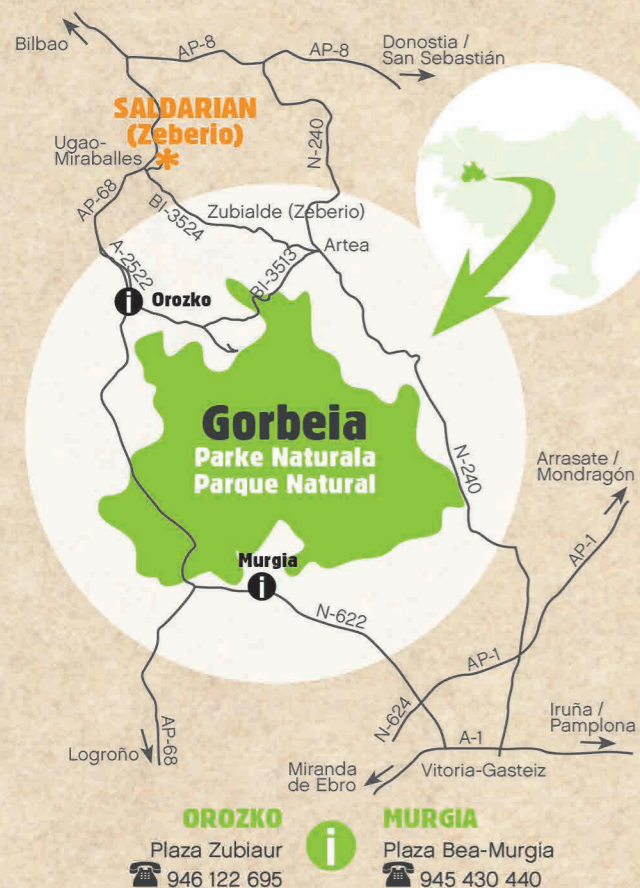 Bilbao
AP-8
AP-8
Donostia /
San Sebastián
SALDARIAN
(Zeberio)
Ugao-
Miraballes
N-240
AP-68
BI-3524
Zubialde (Zeberio)
Artea
A-2522
BI-3513
i Orozko
Gorbeia
Parke Naturala
Parque Natural
N-240
Arrasate /
Mondragón
AP-1
Murgia
i
N-622
AP-1
N-624
Iruña /
Pamplona
A-1
AP-68
Logroño
Miranda
de Ebro
Vitoria-Gasteiz
OROZKO
Plaza Zubiaur
946 122 695
i
MURGIA
Plaza Bea-Murgia
945 430 440